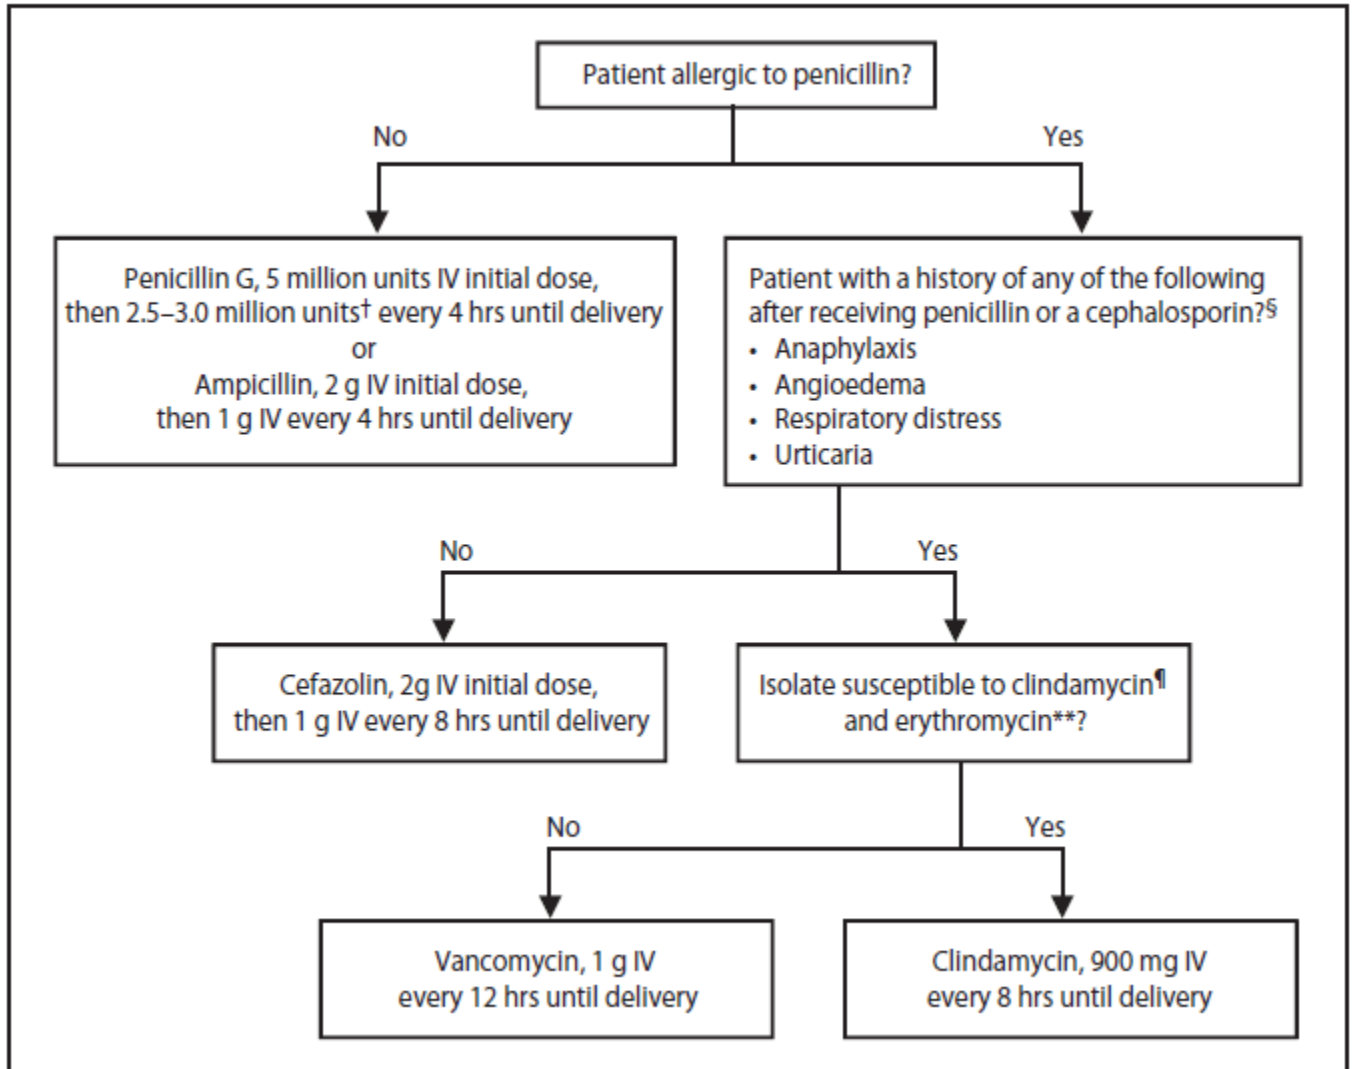 Patient allergic to penicillin?
No
Yes
Penicillin G, 5 million units IV initial dose,
then 2.5–3.0 million units† every 4 hrs until delivery
or
Ampicillin, 2 g IV initial dose,
then 1 g IV every 4 hrs until delivery
Patient with a history of any of the following
after receiving penicillin or a cephalosporin?§
• Anaphylaxis
• Angioedema
• Respiratory distress
• Urticaria
No
Yes
Cefazolin, 2g IV initial dose,
then 1 g IV every 8 hrs until delivery
Isolate susceptible to clindamycin¶
and erythromycin**?
No
Yes
Vancomycin, 1 g IV
every 12 hrs until delivery
Clindamycin, 900 mg IV
every 8 hrs until delivery